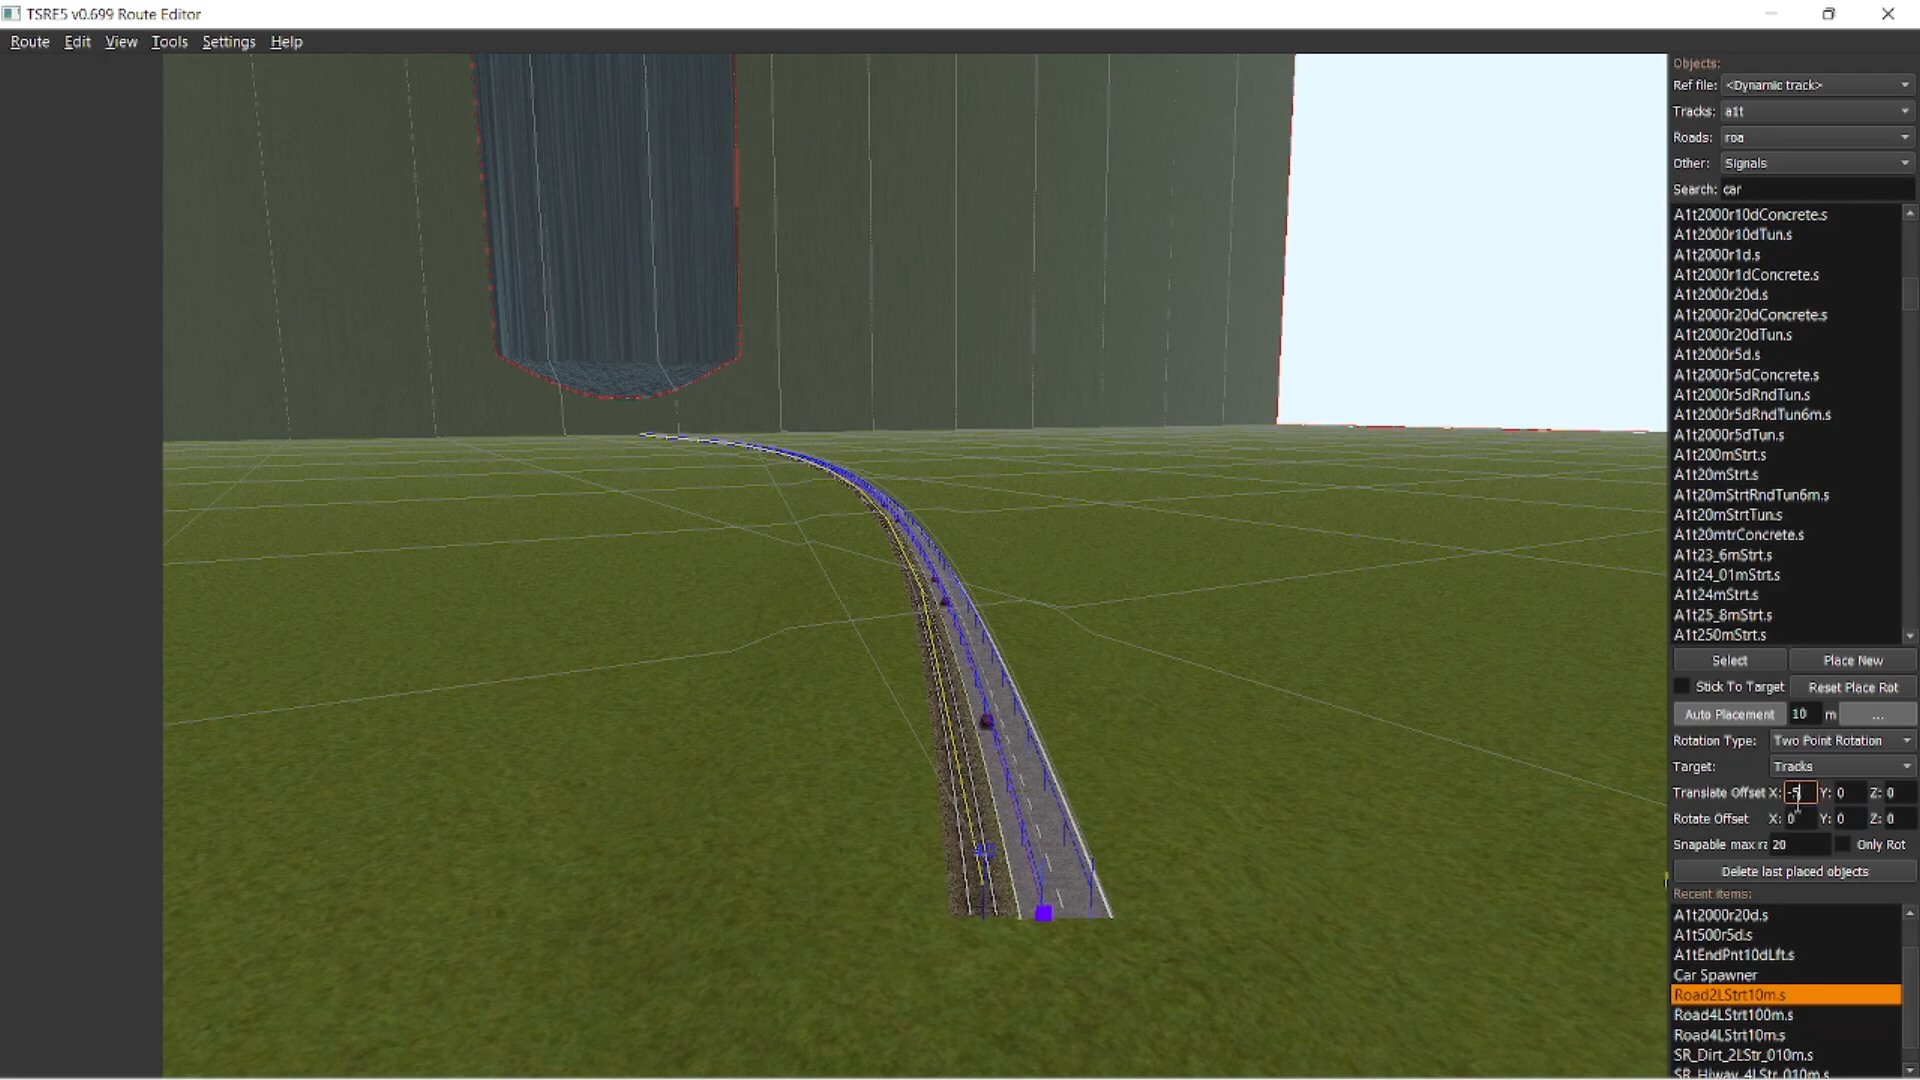 TSRE5 v0.699 Route Editor
Route Edit View Tools Settings Help
Objects:
Ref file: <Dynamic track>
Tracks: a1t
Roads: roa
Other: Signals
Search: car
A1t2000r10dConcrete.s
A1t2000r10dTun.s
A1t2000r1d.s
A1t2000r1dConcrete.s
A1t2000r20d.s
A1t2000r20dConcrete.s
A1t2000r20dTun.s
A1t2000r5d.s
A1t2000r5dConcrete.s
A1t2000r5dRndTun.s
A1t2000r5dRndTun6m.s
A1t2000r5dTun.s
A1t200mStrt.s
A1t20mStrt.s
A1t20mStrtRndTun6m.s
A1t20mStrtTun.s
A1t20mtrConcrete.s
A1t23_6mStrt.s
A1t24_01mStrt.s
A1t24mStrt.s
A1t25_8mStrt.s
A1t250mStrt.s
Select Place New
Stick To Target Reset Place Rot
Auto Placement 10 m ...
Rotation Type: Two Point Rotation
Target: Tracks
Translate Offset X: -5 Y: 0 Z: 0
Rotate Offset X: 0 Y: 0 Z: 0
Snapable max ra 20 Only Rot
Delete last placed objects
Recent items:
A1t2000r20d.s
A1t500r5d.s
A1tEndPnt10dLft.s
Car Spawner
Road2LStrt10m.s
Road4LStrt100m.s
Road4LStrt10m.s
SR_Dirt_2LStr_010m.s
SR_Hiway_4LStr_010m.s